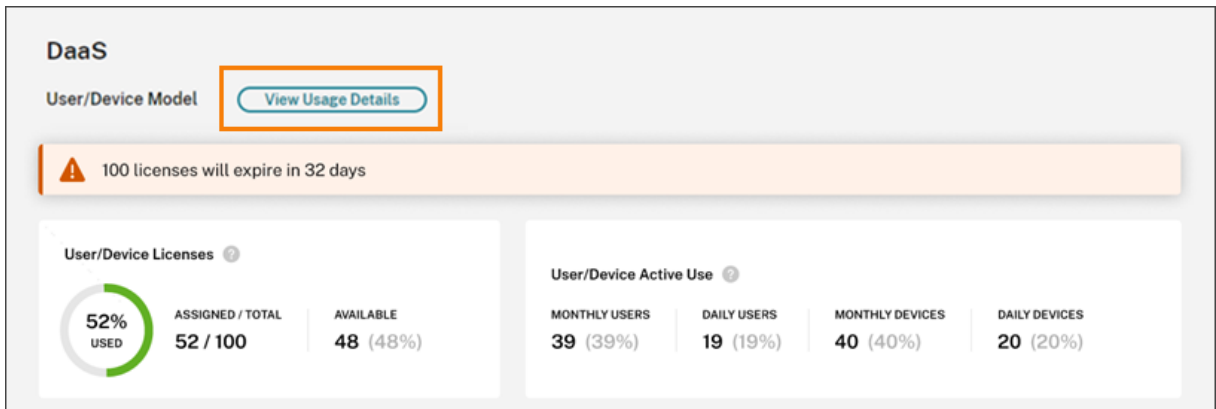 DaaS
User/Device Model
View Usage Details
100 licenses will expire in 32 days
User/Device Licenses ?
52%
USED
ASSIGNED / TOTAL
52 / 100
AVAILABLE
48 (48%)
User/Device Active Use ?
MONTHLY USERS
39 (39%)
DAILY USERS
19 (19%)
MONTHLY DEVICES
40 (40%)
DAILY DEVICES
20 (20%)